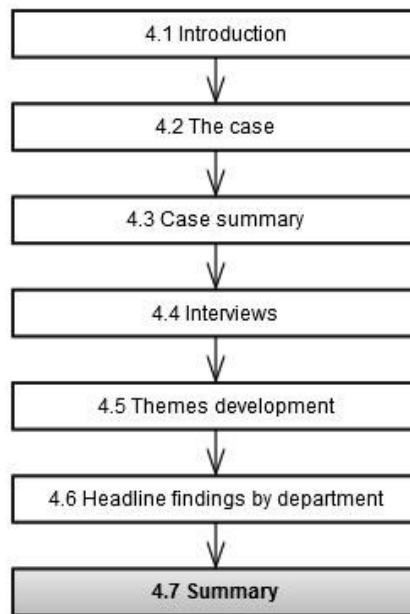 4.1 Introduction
4.2 The case
4.3 Case summary
4.4 Interviews
4.5 Themes development
4.6 Headline findings by department
4.7 Summary